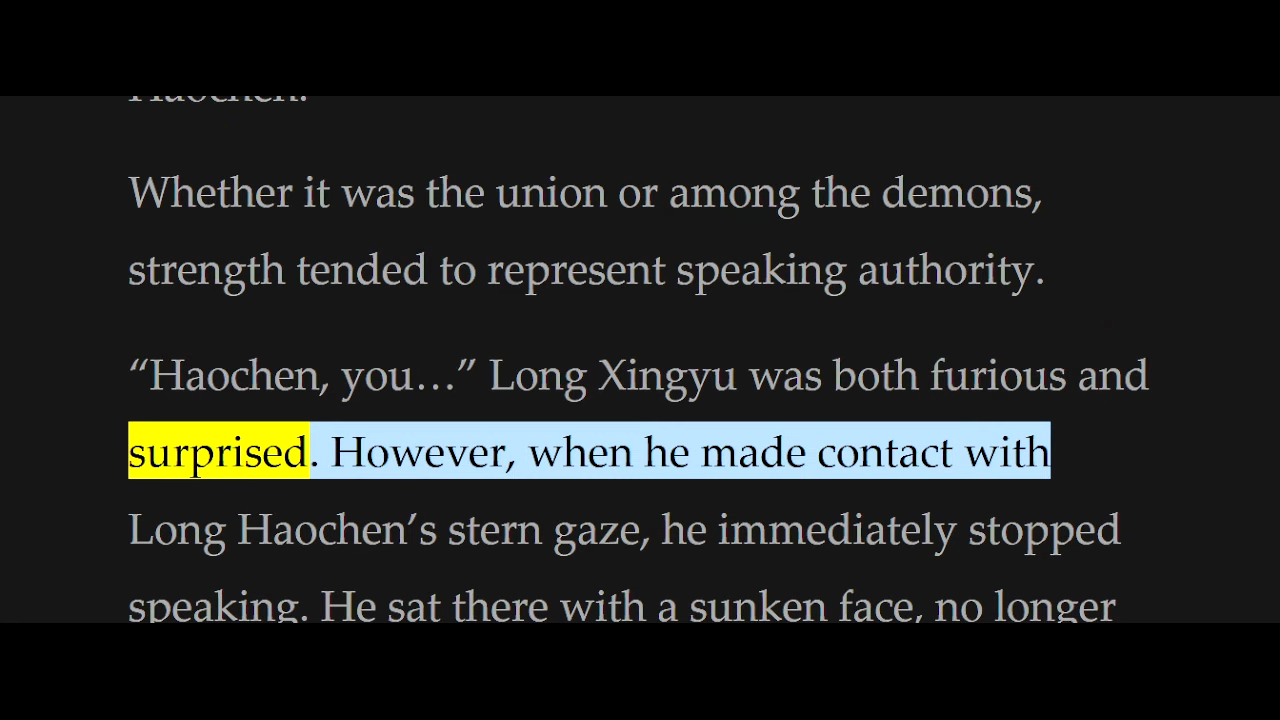 Haochen.
Whether it was the union or among the demons,
strength tended to represent speaking authority.
“Haochen, you…” Long Xingyu was both furious and
surprised. However, when he made contact with
Long Haochen’s stern gaze, he immediately stopped
speaking. He sat there with a sunken face, no longer